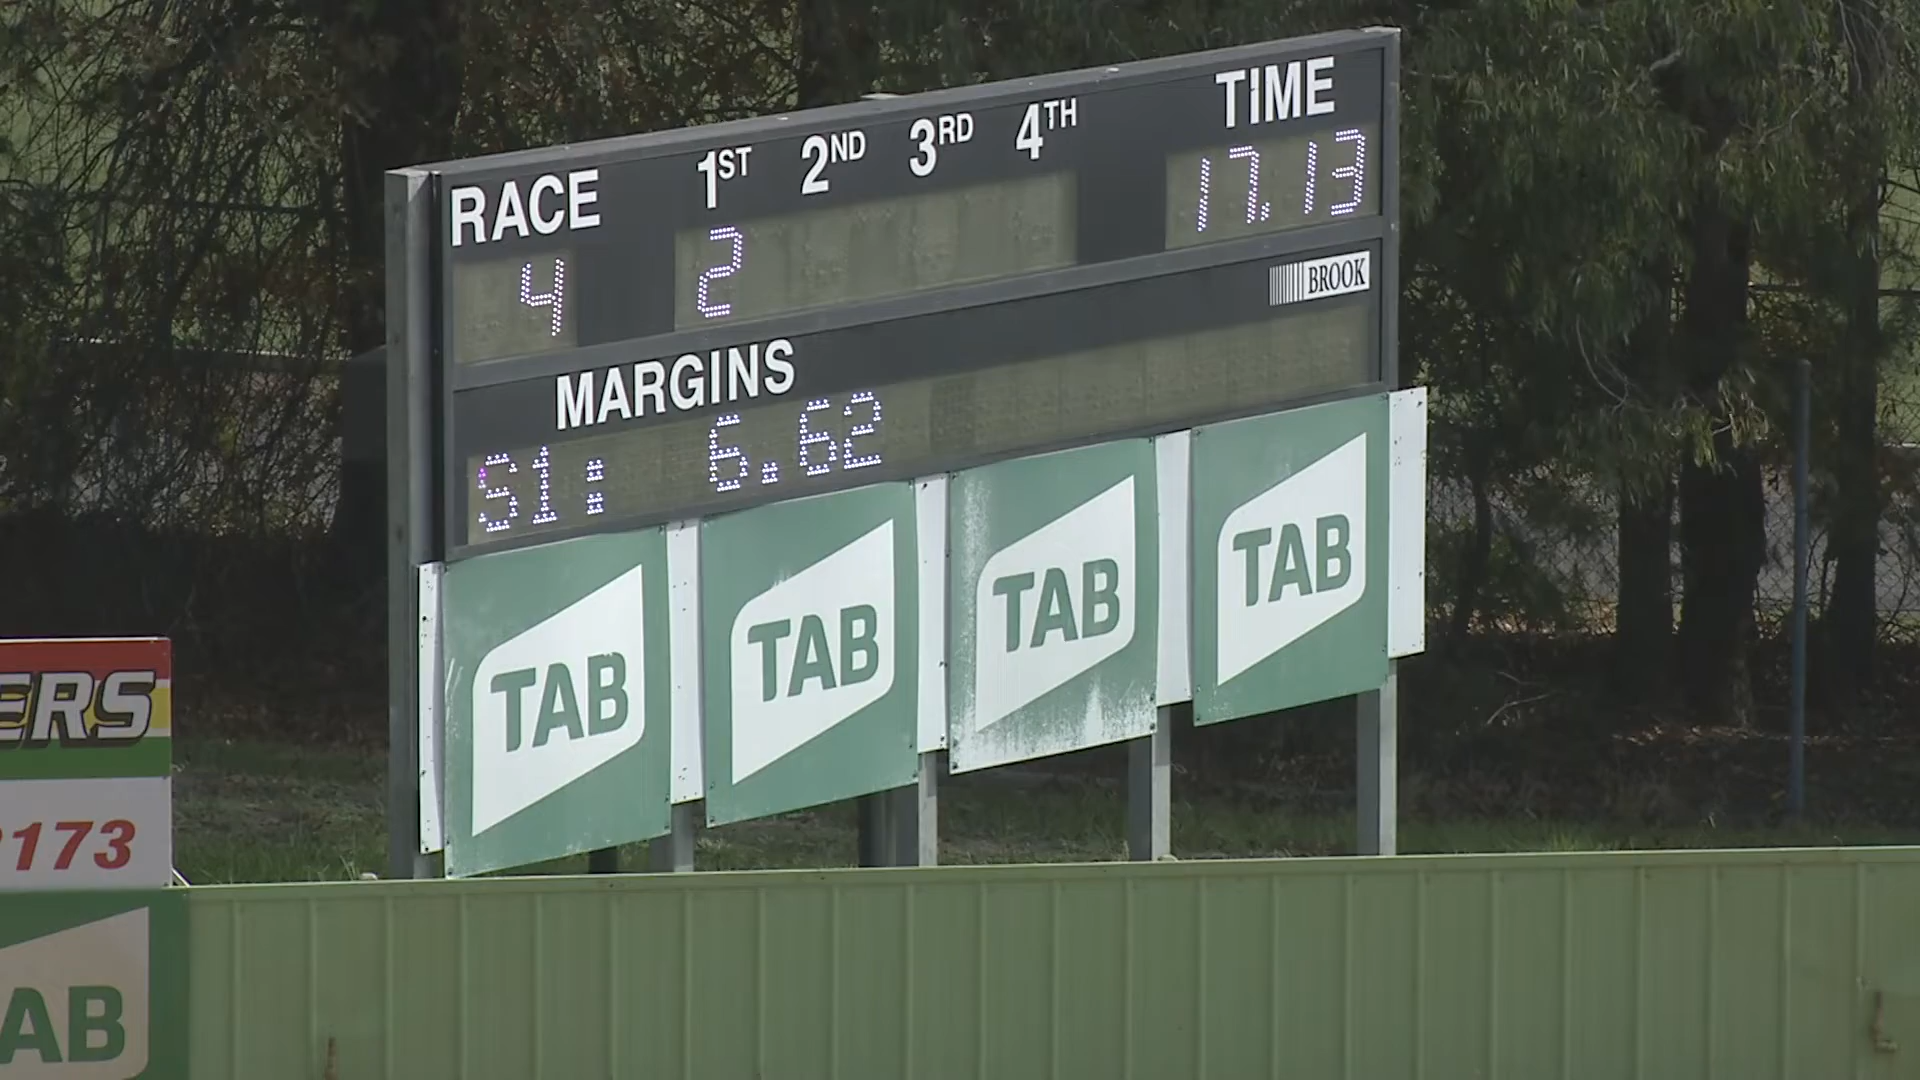 RACE 1ST 2ND 3RD 4TH TIME
4 2 17.13
BROOK
MARGINS
S1: 6.62
TAB TAB TAB TAB
ERS
173
AB